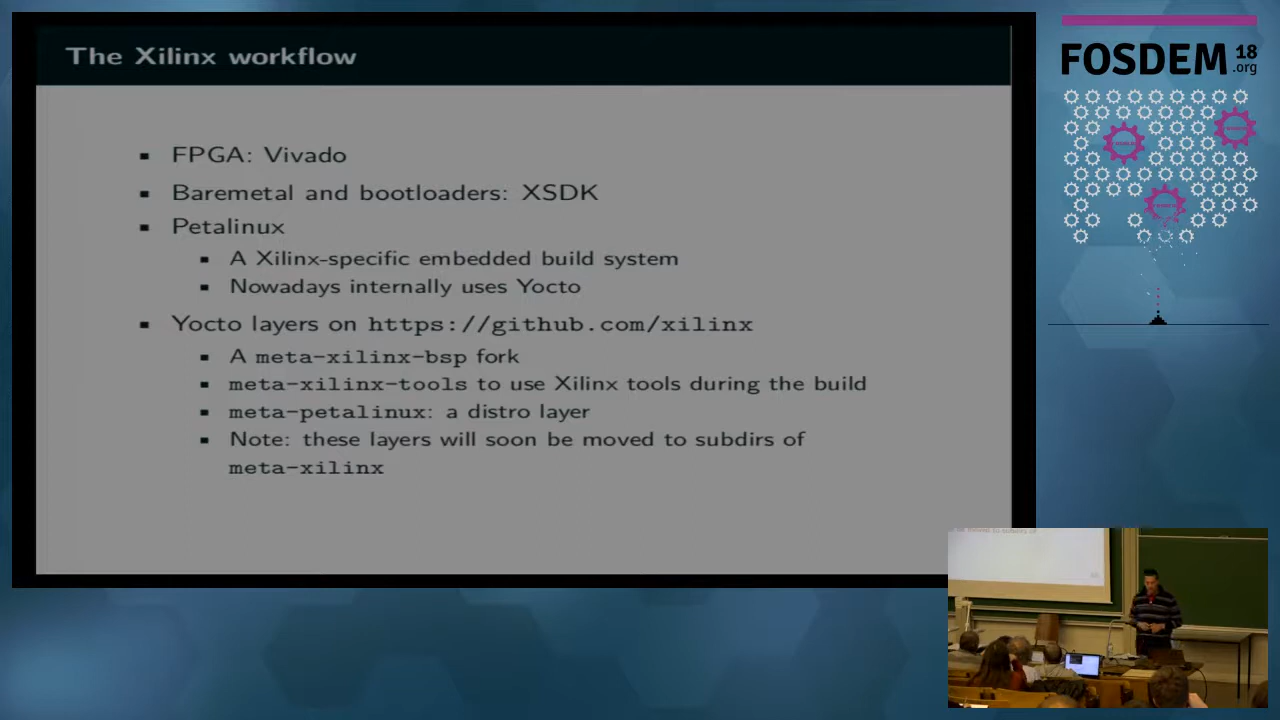 The Xilinx workflow
FPGA: Vivado
Baremetal and bootloaders: XSDK
Petalinux
A Xilinx-specific embedded build system
Nowadays internally uses Yocto
Yocto layers on https://github.com/xilinx
A meta-xilinx-bsp fork
meta-xilinx-tools to use Xilinx tools during the build
meta-petalinux: a distro layer
Note: these layers will soon be moved to subdirs of
meta-xilinx
FOSDEM 18
.org